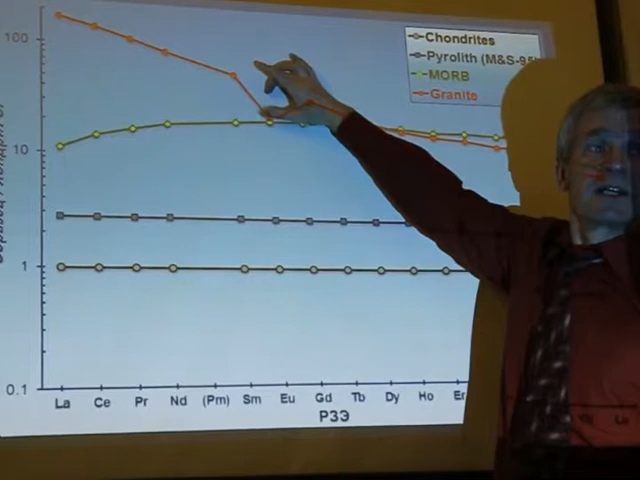 Chondrites
Pyrolith (M&S-95)
MORB
Granite
100
10
1
0.1
La Ce Pr Nd (Pm) Sm Eu Gd Tb Dy Ho Er
РЗЭ
Lu